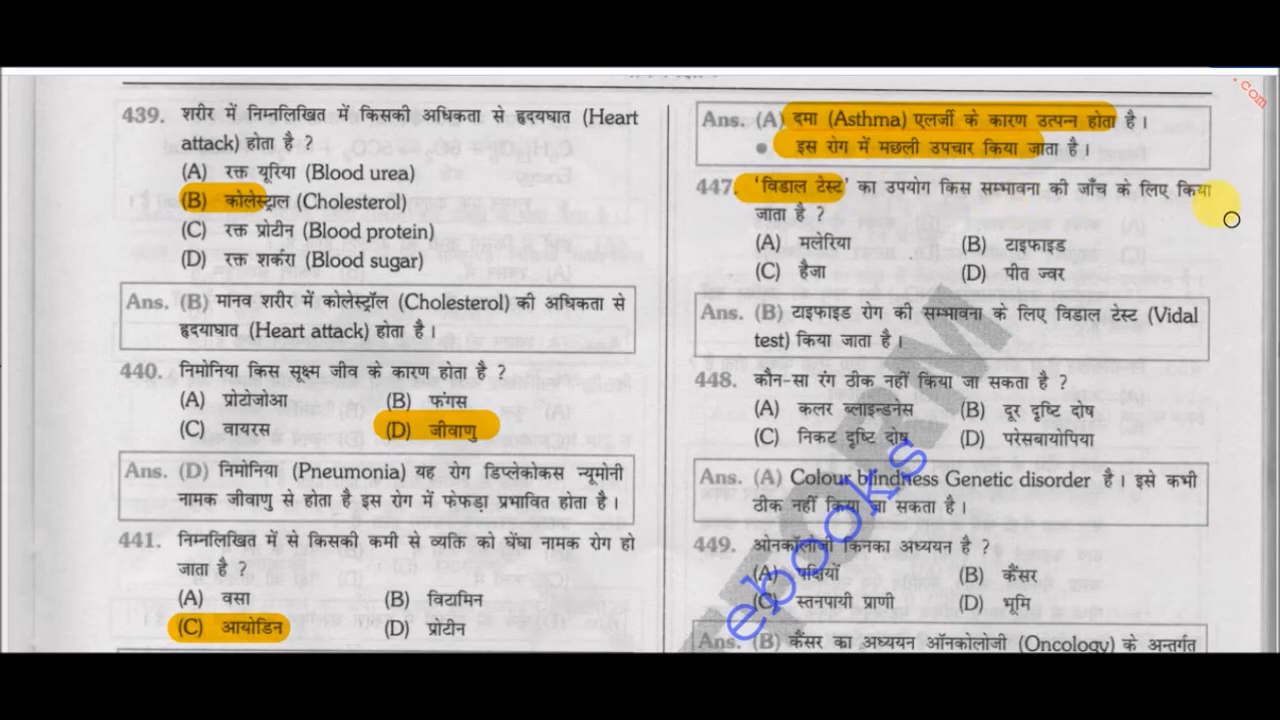 439. शरीर में निम्नलिखित में किसकी अधिकता से हृदयघात (Heart
attack) होता है ?
(A) रक्त यूरिया (Blood urea)
(B) कोलेस्ट्राल (Cholesterol)
(C) रक्त प्रोटीन (Blood protein)
(D) रक्त शर्करा (Blood sugar)
Ans. (B) मानव शरीर में कोलेस्ट्रॉल (Cholesterol) की अधिकता से
हृदयाघात (Heart attack) होता है।
440. निमोनिया किस सूक्ष्म जीव के कारण होता है ?
(A) प्रोटोजोआ (B) फंगस
(C) वायरस (D) जीवाणु
Ans. (D) निमोनिया (Pneumonia) यह रोग डिप्लेकोकस न्यूमोनी
नामक जीवाणु से होता है इस रोग में फेफड़ा प्रभावित होता है।
441. निम्नलिखित में से किसकी कमी से व्यक्ति को घेंघा नामक रोग हो
जाता है ?
(A) वसा (B) विटामिन
(C) आयोडिन (D) प्रोटीन
Ans. (A) दमा (Asthma) एलर्जी के कारण उत्पन्न होता है।
● इस रोग में मछली उपचार किया जाता है।
447. 'विडाल टेस्ट' का उपयोग किस सम्भावना की जाँच के लिए किया
जाता है ?
(A) मलेरिया (B) टाइफाइड
(C) हैजा (D) पीत ज्वर
Ans. (B) टाइफाइड रोग की सम्भावना के लिए विडाल टेस्ट (Vidal
test) किया जाता है।
448. कौन-सा रंग ठीक नहीं किया जा सकता है ?
(A) कलर ब्लाइन्डनेस (B) दूर दृष्टि दोष
(C) निकट दृष्टि दोष (D) परेसबायोपिया
Ans. (A) Colour blindness Genetic disorder है। इसे कभी
ठीक नहीं किया जा सकता है।
449. ओनकॉलोजी किनका अध्ययन है ?
(A) पक्षियों (B) कैंसर
(C) स्तनपायी प्राणी (D) भूमि
Ans. (B) कैंसर का अध्ययन ऑनकोलोजी (Oncology) के अन्तर्गत
ebooks
.com